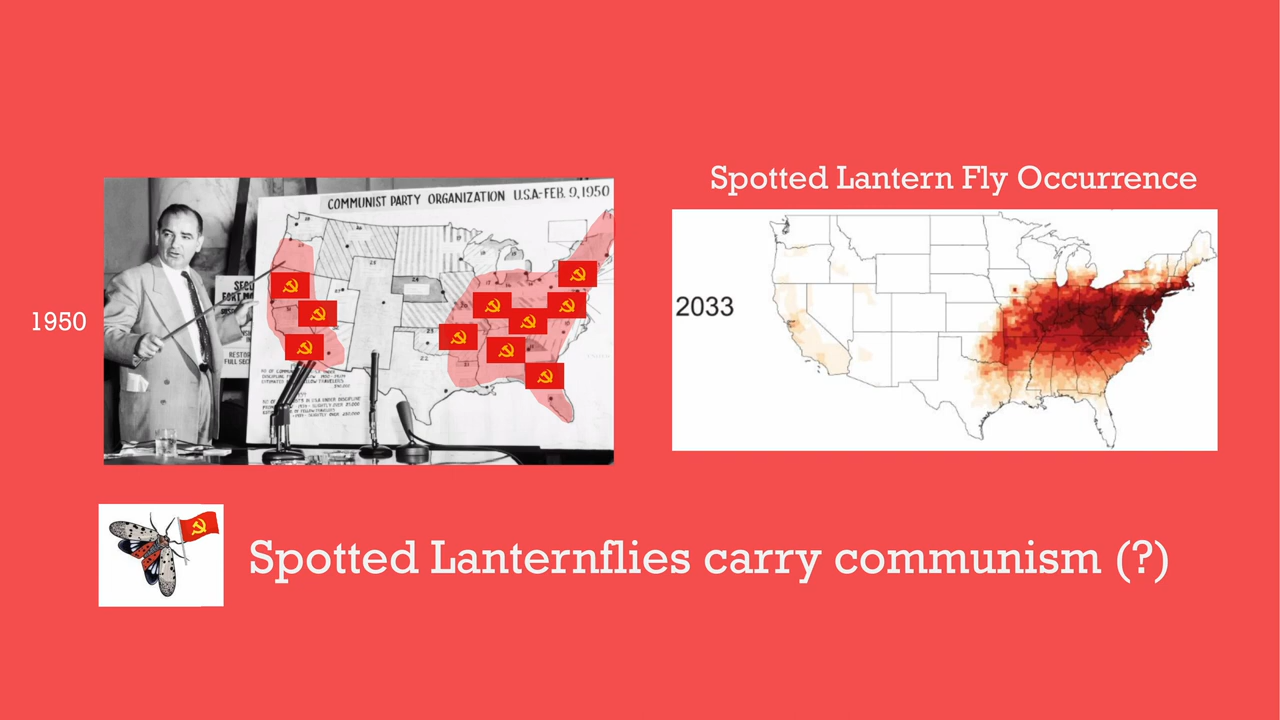 Spotted Lantern Fly Occurrence
COMMUNIST PARTY ORGANIZATION U.S.A-FEB. 9, 1950
1950
2033
Spotted Lanternflies carry communism (?)